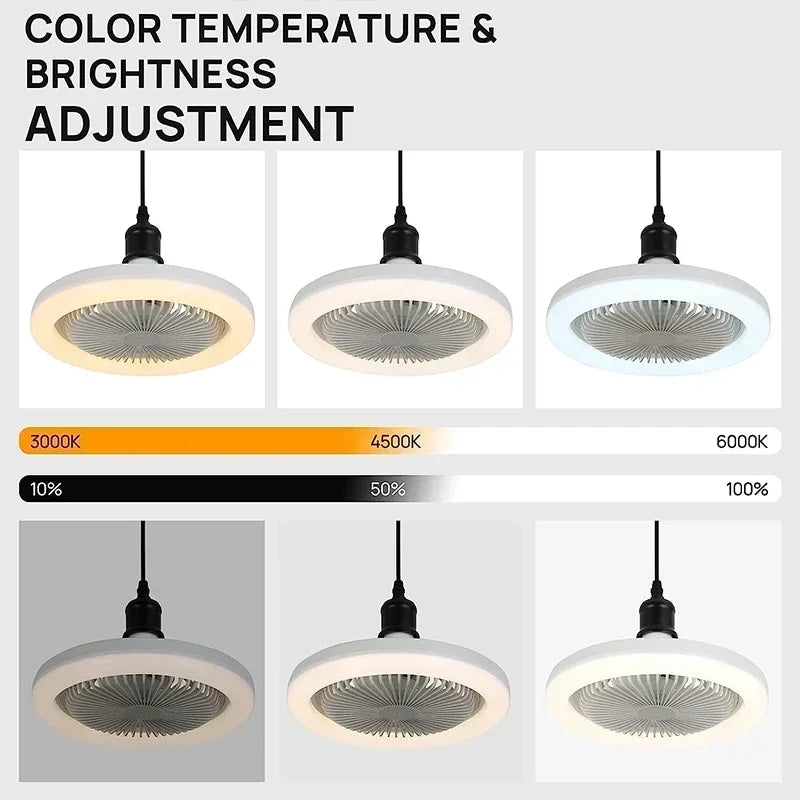 COLOR TEMPERATURE &
BRIGHTNESS
ADJUSTMENT
3000K 4500K 6000K
10% 50% 100%